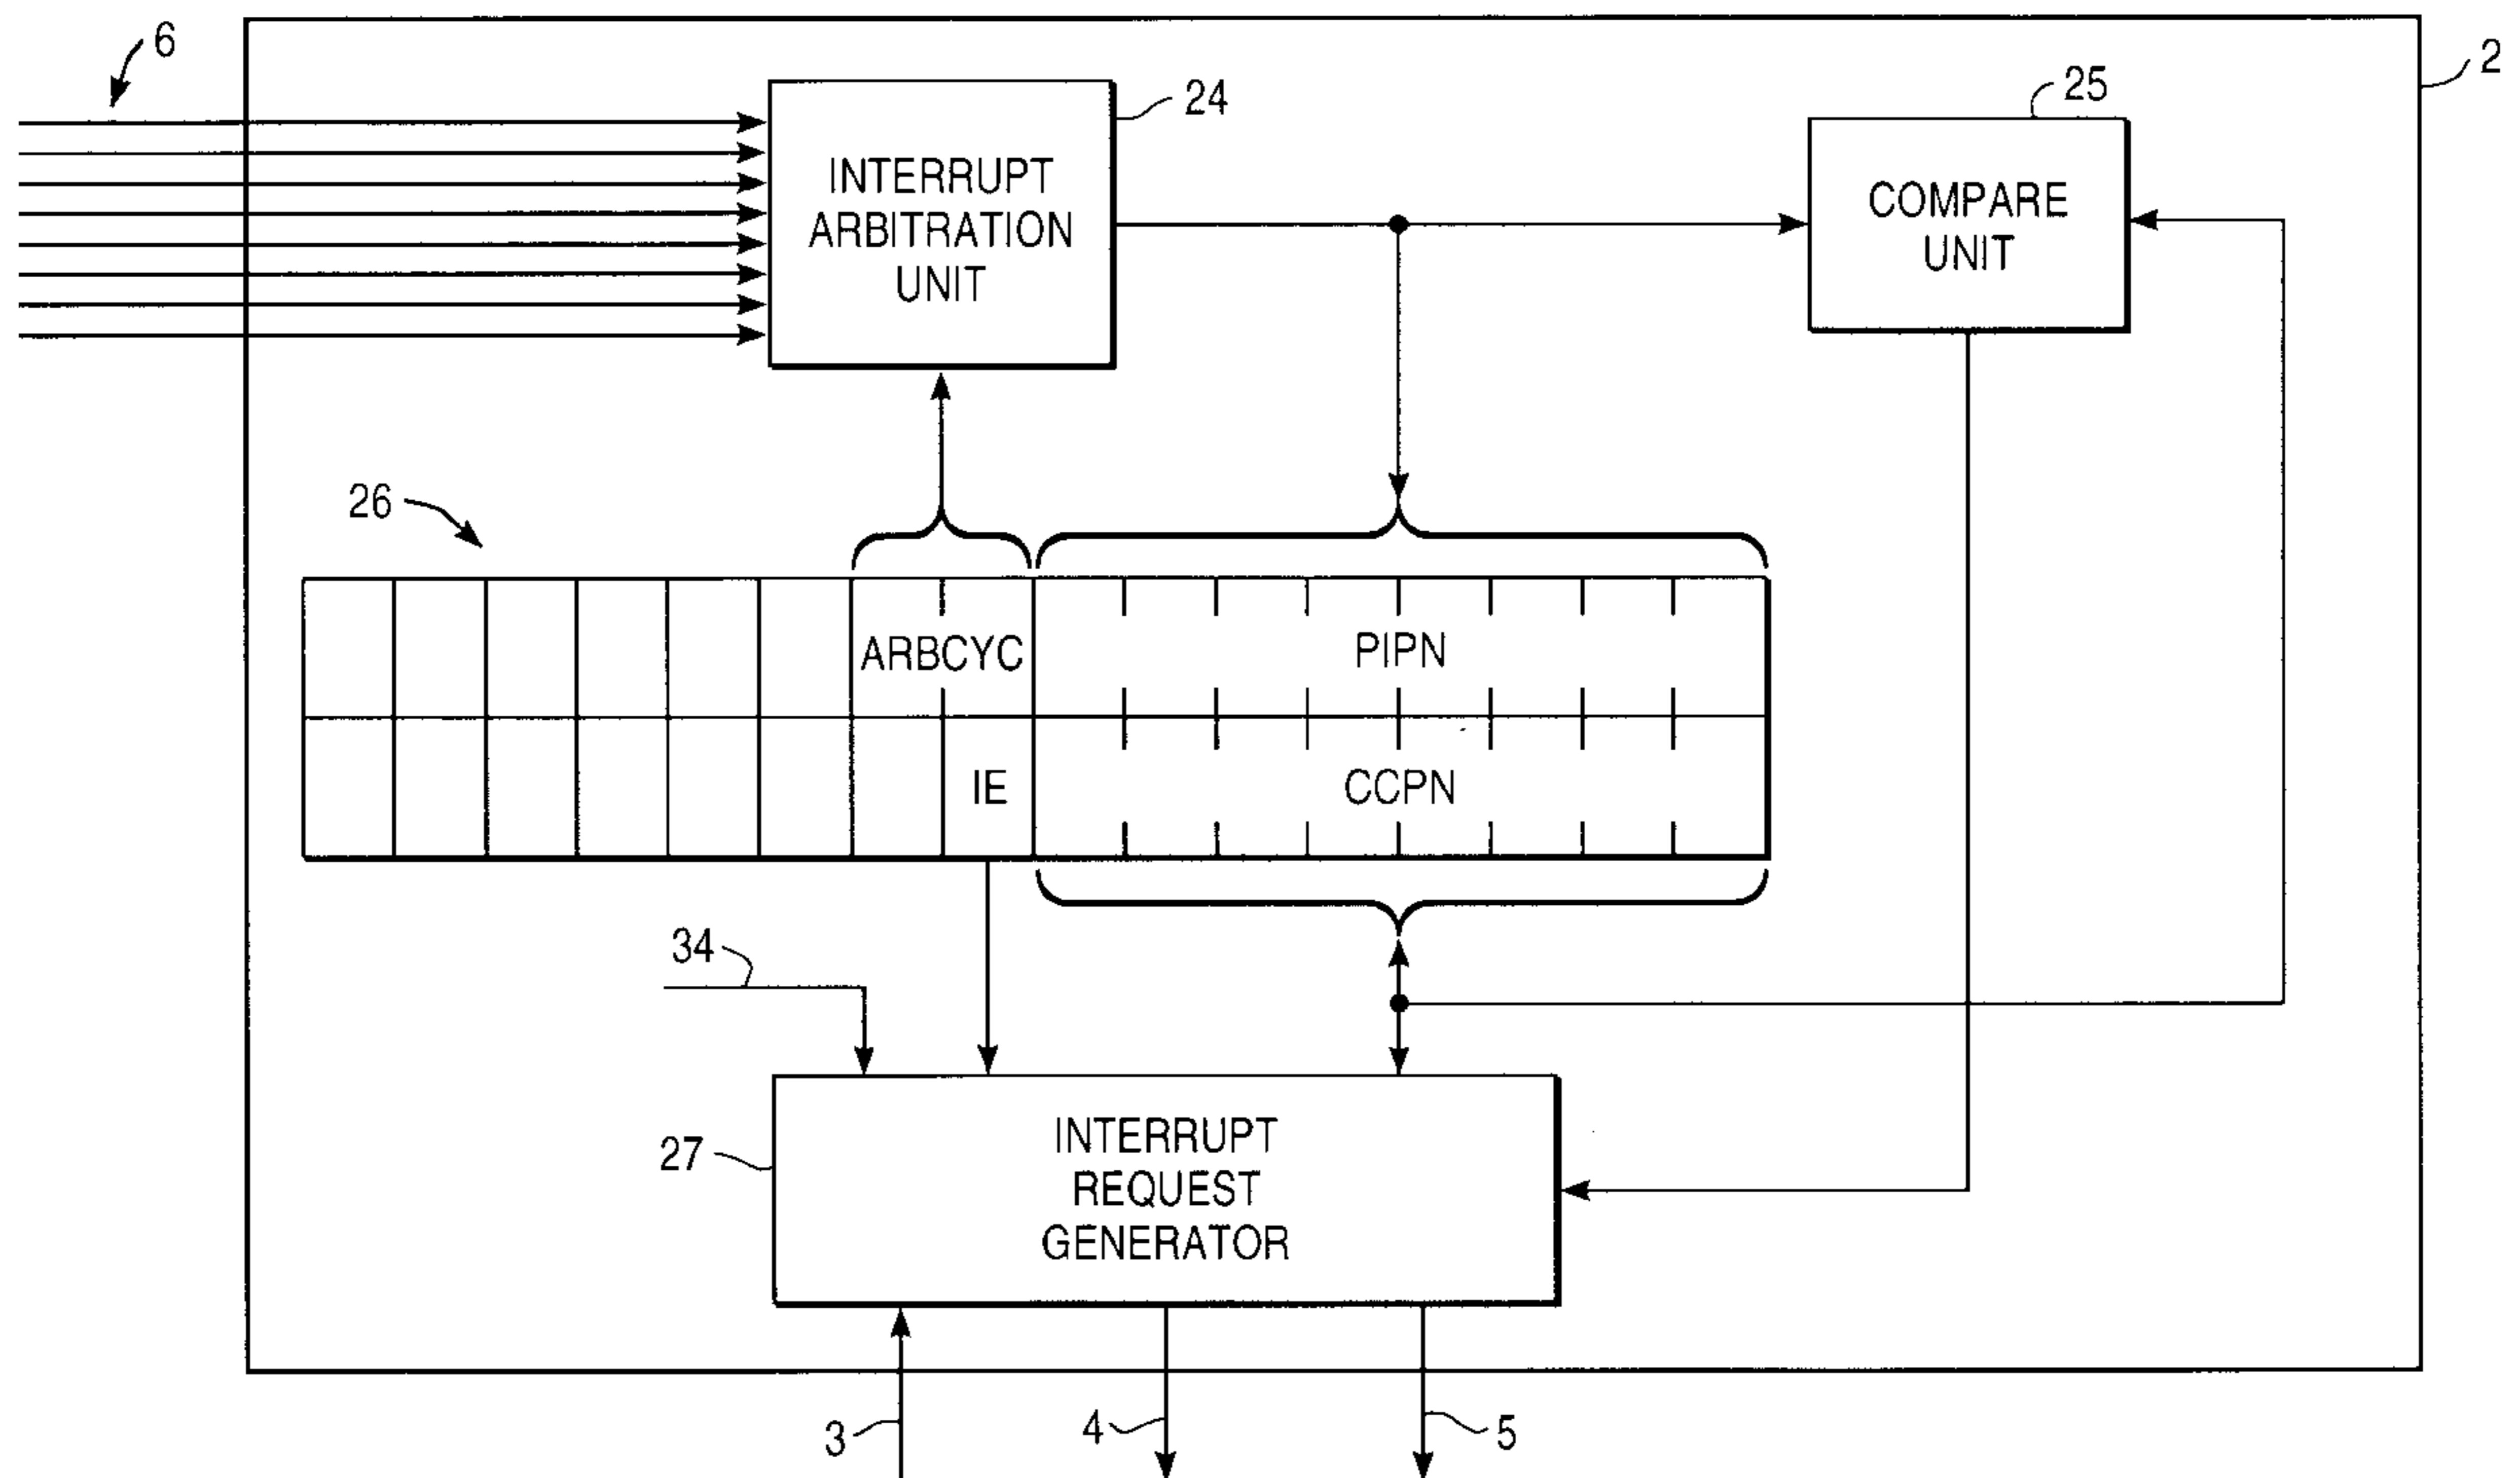 6
2
24
25
INTERRUPT
ARBITRATION
UNIT
COMPARE
UNIT
26
ARBCYC
PIPN
IE
CCPN
34
27
INTERRUPT
REQUEST
GENERATOR
3
4
5